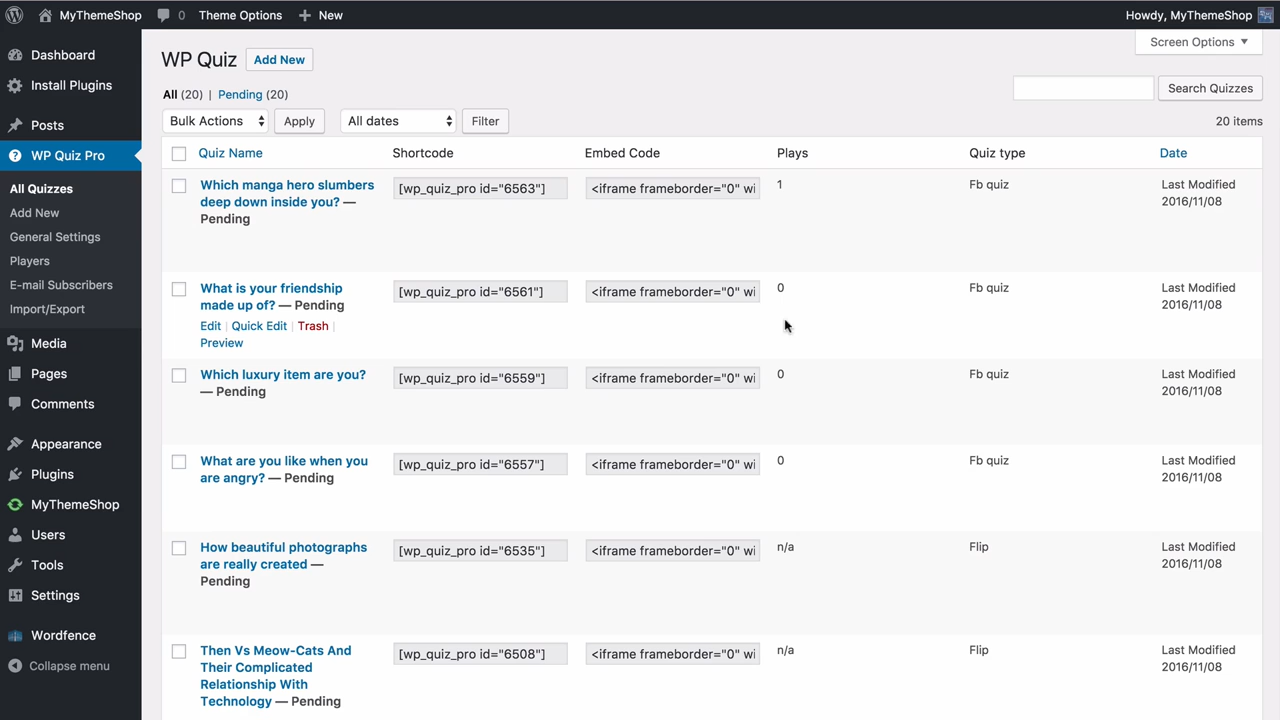 MyThemeShop 0 Theme Options New Howdy, MyThemeShop
Screen Options
Dashboard
Install Plugins
Posts
WP Quiz Pro
All Quizzes
Add New
General Settings
Players
E-mail Subscribers
Import/Export
Media
Pages
Comments
Appearance
Plugins
MyThemeShop
Users
Tools
Settings
Wordfence
Collapse menu
WP Quiz Add New
All (20) | Pending (20)
Search Quizzes
Bulk Actions Apply All dates Filter 20 items
Quiz Name Shortcode Embed Code Plays Quiz type Date
Which manga hero slumbers
deep down inside you? —
Pending
[wp_quiz_pro id="6563"] <iframe frameborder="0" wi 1 Fb quiz Last Modified
2016/11/08
What is your friendship
made up of? — Pending
Edit | Quick Edit | Trash |
Preview
[wp_quiz_pro id="6561"] <iframe frameborder="0" wi 0 Fb quiz Last Modified
2016/11/08
Which luxury item are you?
— Pending
[wp_quiz_pro id="6559"] <iframe frameborder="0" wi 0 Fb quiz Last Modified
2016/11/08
What are you like when you
are angry? — Pending
[wp_quiz_pro id="6557"] <iframe frameborder="0" wi 0 Fb quiz Last Modified
2016/11/08
How beautiful photographs
are really created —
Pending
[wp_quiz_pro id="6535"] <iframe frameborder="0" wi n/a Flip Last Modified
2016/11/08
Then Vs Meow-Cats And
Their Complicated
Relationship With
Technology — Pending
[wp_quiz_pro id="6508"] <iframe frameborder="0" wi n/a Flip Last Modified
2016/11/08